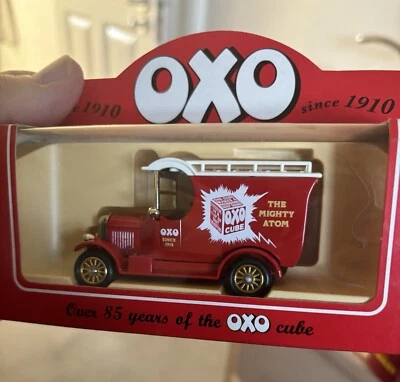 OXO
since 1910
since 1910
OXO
CUBE
THE
MIGHTY
ATOM
OXO
SINCE
1910
Over 85 years of the OXO cube